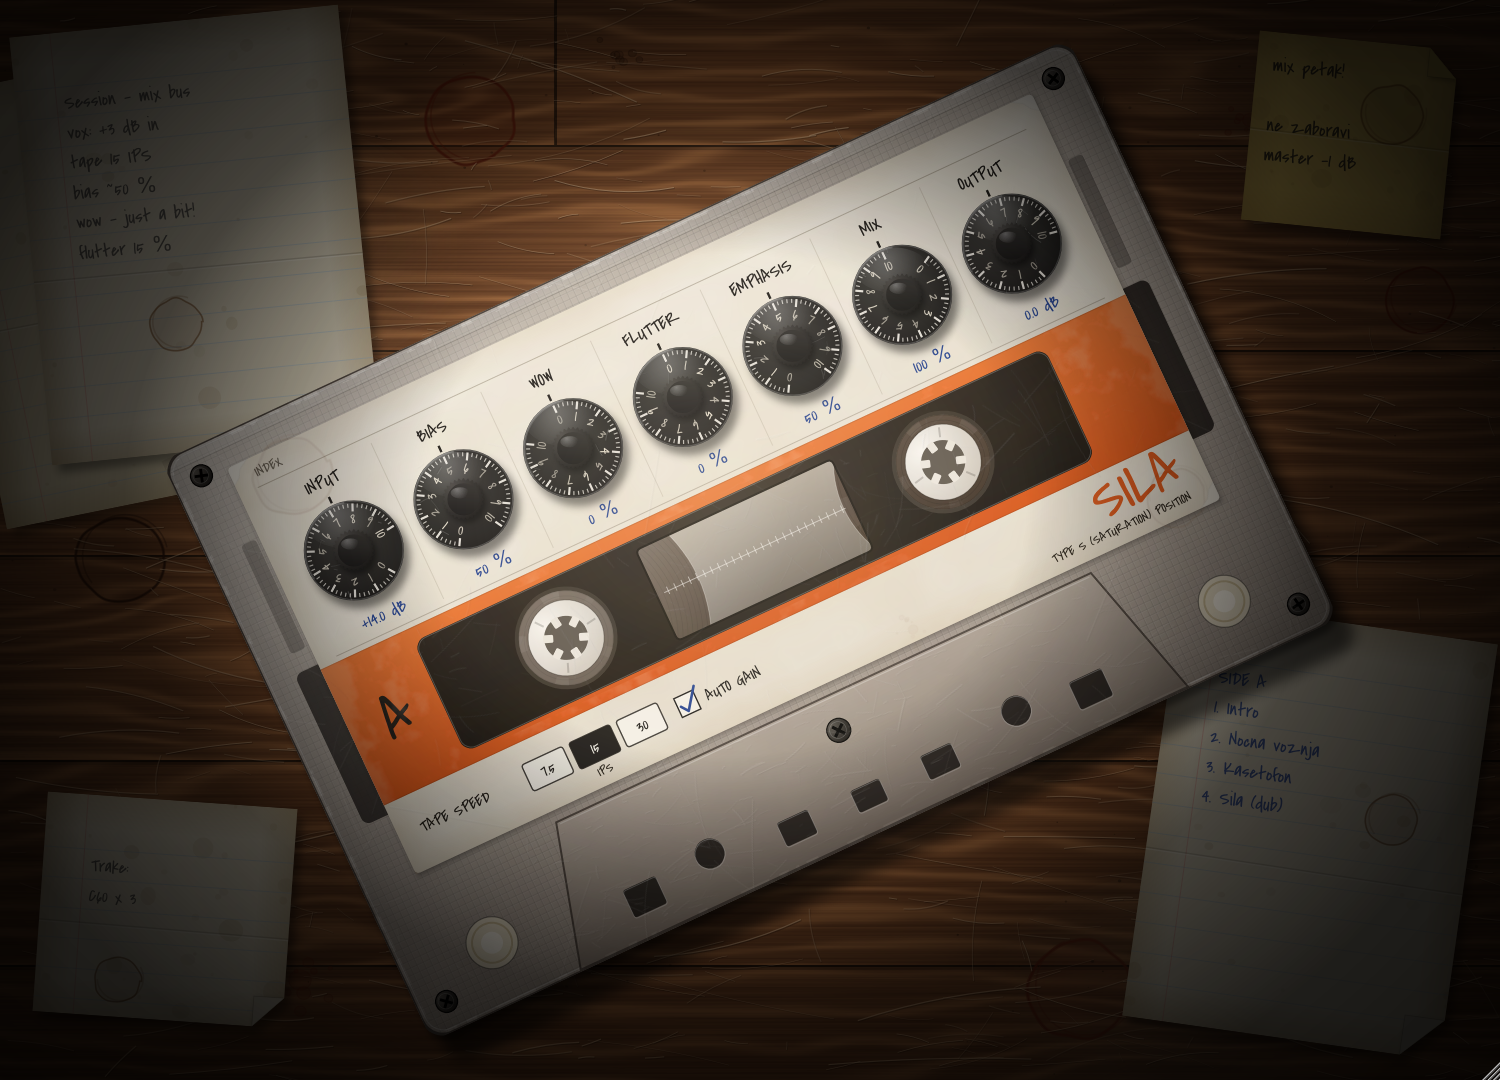 Session - mix bus
vox: +3 dB in
tape 15 IPS
bias ~50 %
wow - just a bit!
flutter 15 %
mix petak!
ne zaboravi
master -1 dB
INDEX
INPUT
BIAS
WOW
FLUTTER
EMPHASIS
MIX
OUTPUT
+14.0 dB
50 %
0 %
0 %
50 %
100 %
0.0 dB
A
SILA
TYPE S (SATURATION) POSITION
TAPE SPEED
7.5
15
30
IPS
AUTO GAIN
SIDE A
1. Intro
2. Nocna voznja
3. Kasetofon
4. Sila (dub)
Trake:
C60 x 3